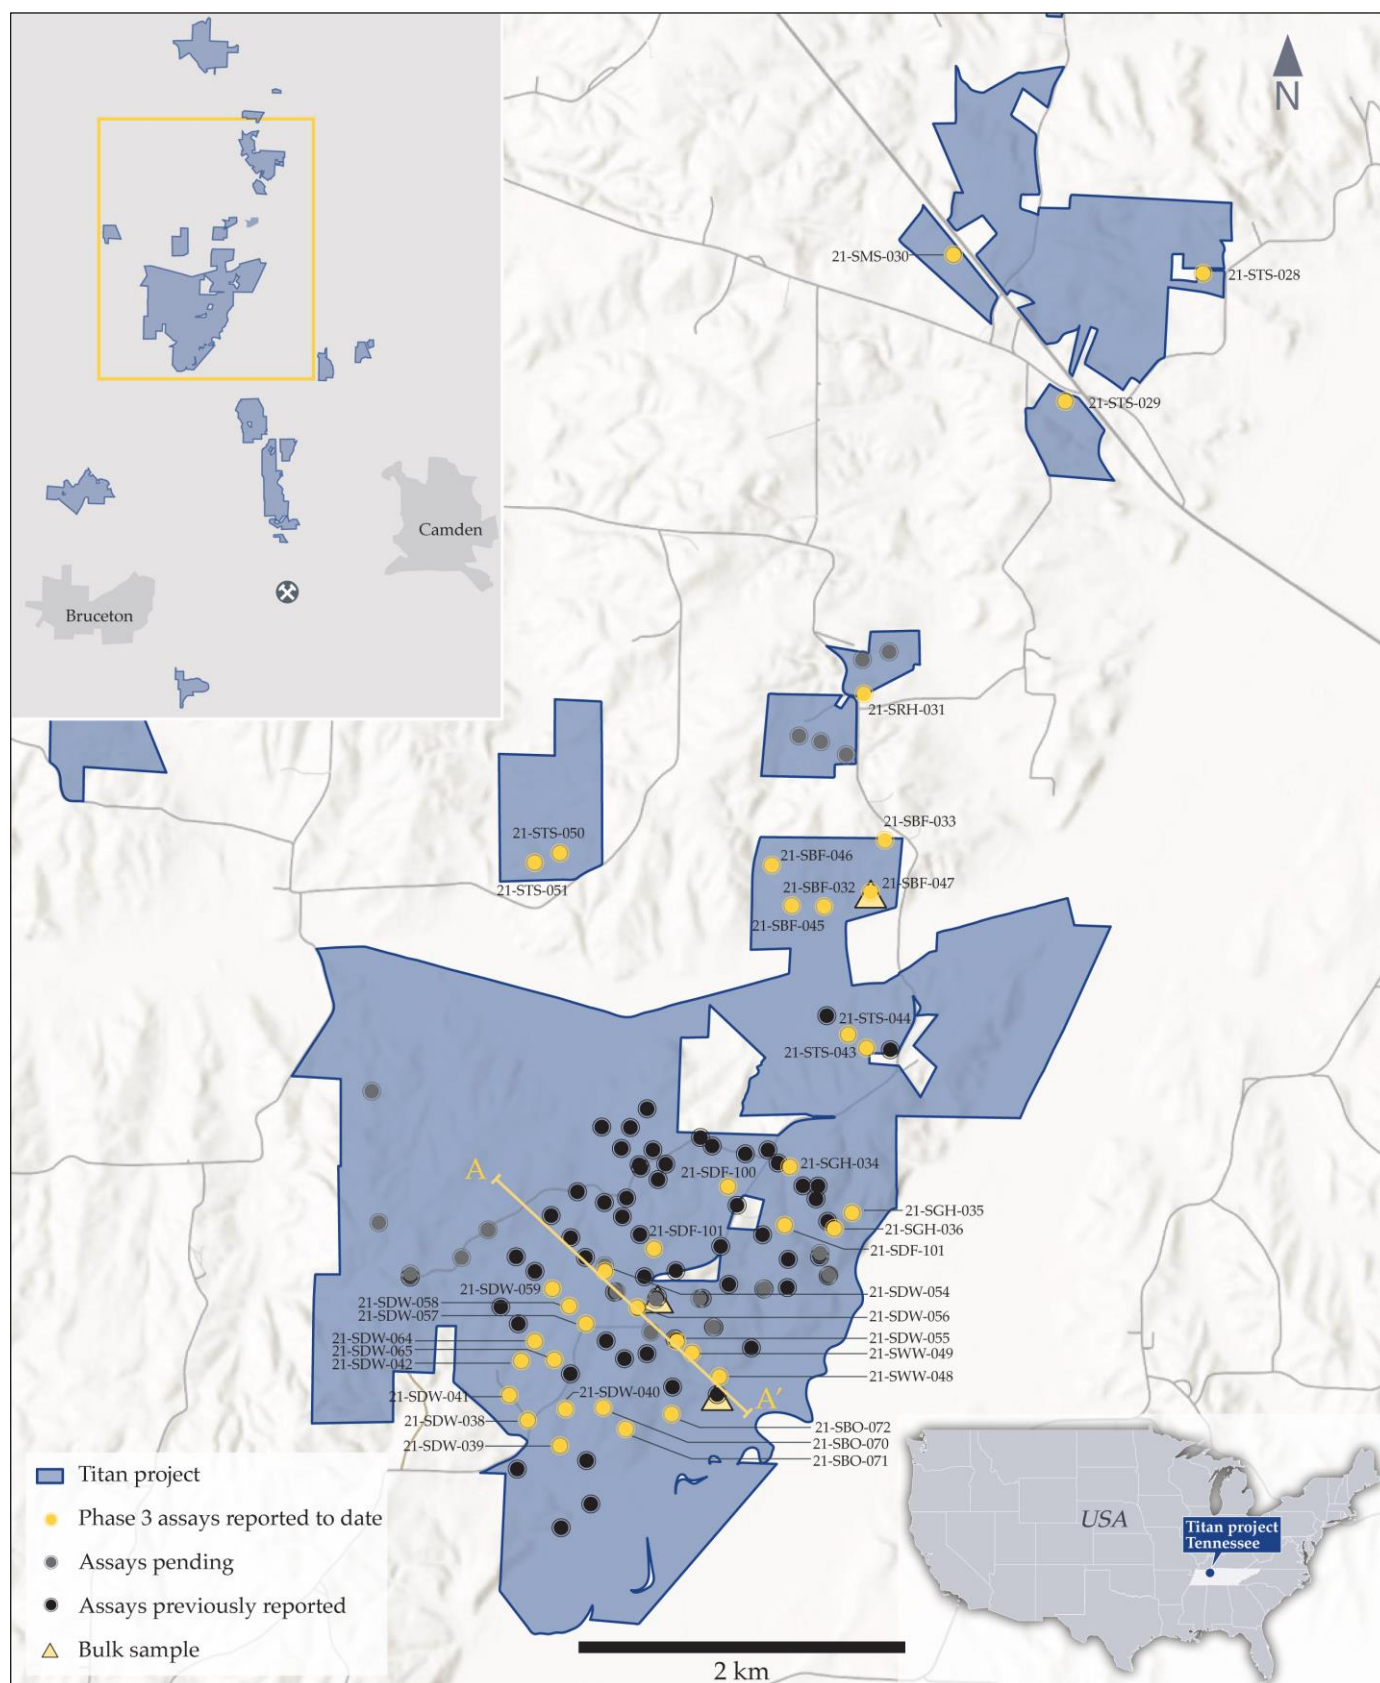 N
21-SMS-030
21-STS-028
21-STS-029
Camden
Bruceton
21-SRH-031
21-SBF-033
21-STS-050
21-SBF-046
21-STS-051
21-SBF-032
21-SBF-047
21-SBF-045
21-STS-044
21-STS-043
A
21-SGH-034
21-SDF-100
21-SGH-035
21-SDF-101
21-SGH-036
21-SDF-101
21-SDW-059
21-SDW-054
21-SDW-058
21-SDW-057
21-SDW-056
21-SDW-064
21-SDW-055
21-SDW-065
21-SWW-049
21-SDW-042
21-SWW-048
21-SDW-041
21-SDW-040
A′
21-SDW-038
21-SBO-072
21-SDW-039
21-SBO-070
21-SBO-071
Titan project
Phase 3 assays reported to date
Assays pending
Assays previously reported
Bulk sample
2 km
USA
Titan project
Tennessee